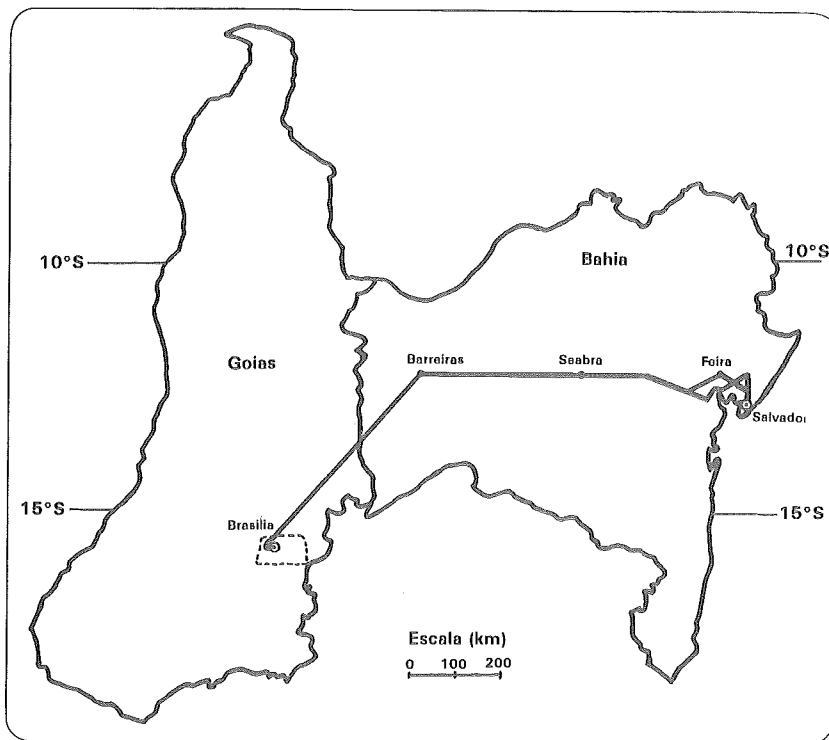 10°S
10°S
Bahia
Goias
Barreiras
Seabra
Feira
Salvador
15°S
15°S
Brasilia
Escala (km)
0 100 200